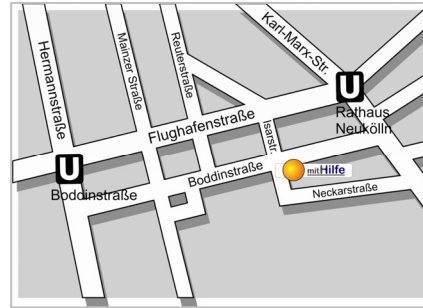 Hermannstraße
Mainzer Straße
Reuterstraße
Karl-Marx-Str.
U
Rathaus
Neukölln
Flughafenstraße
Isarstr.
U
Boddinstraße
Boddinstraße
mitHilfe
Neckarstraße